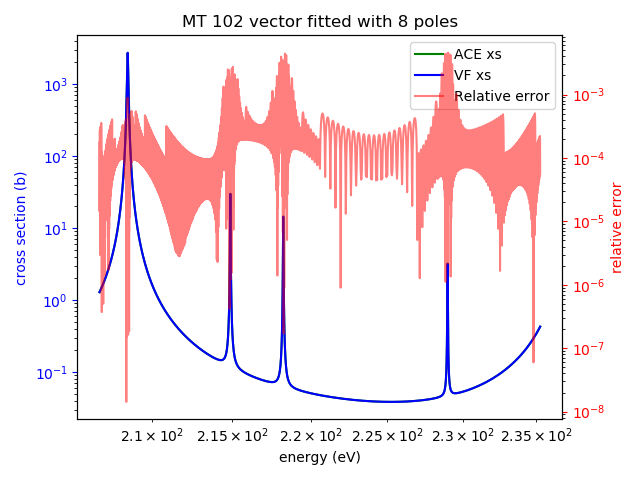 MT 102 vector fitted with 8 poles
ACE xs
VF xs
Relative error
10³
10²
10¹
10⁰
10⁻¹
cross section (b)
10⁻³
10⁻⁴
10⁻⁵
10⁻⁶
10⁻⁷
10⁻⁸
relative error
2.1 × 10² 2.15 × 10² 2.2 × 10² 2.25 × 10² 2.3 × 10² 2.35 × 10²
energy (eV)